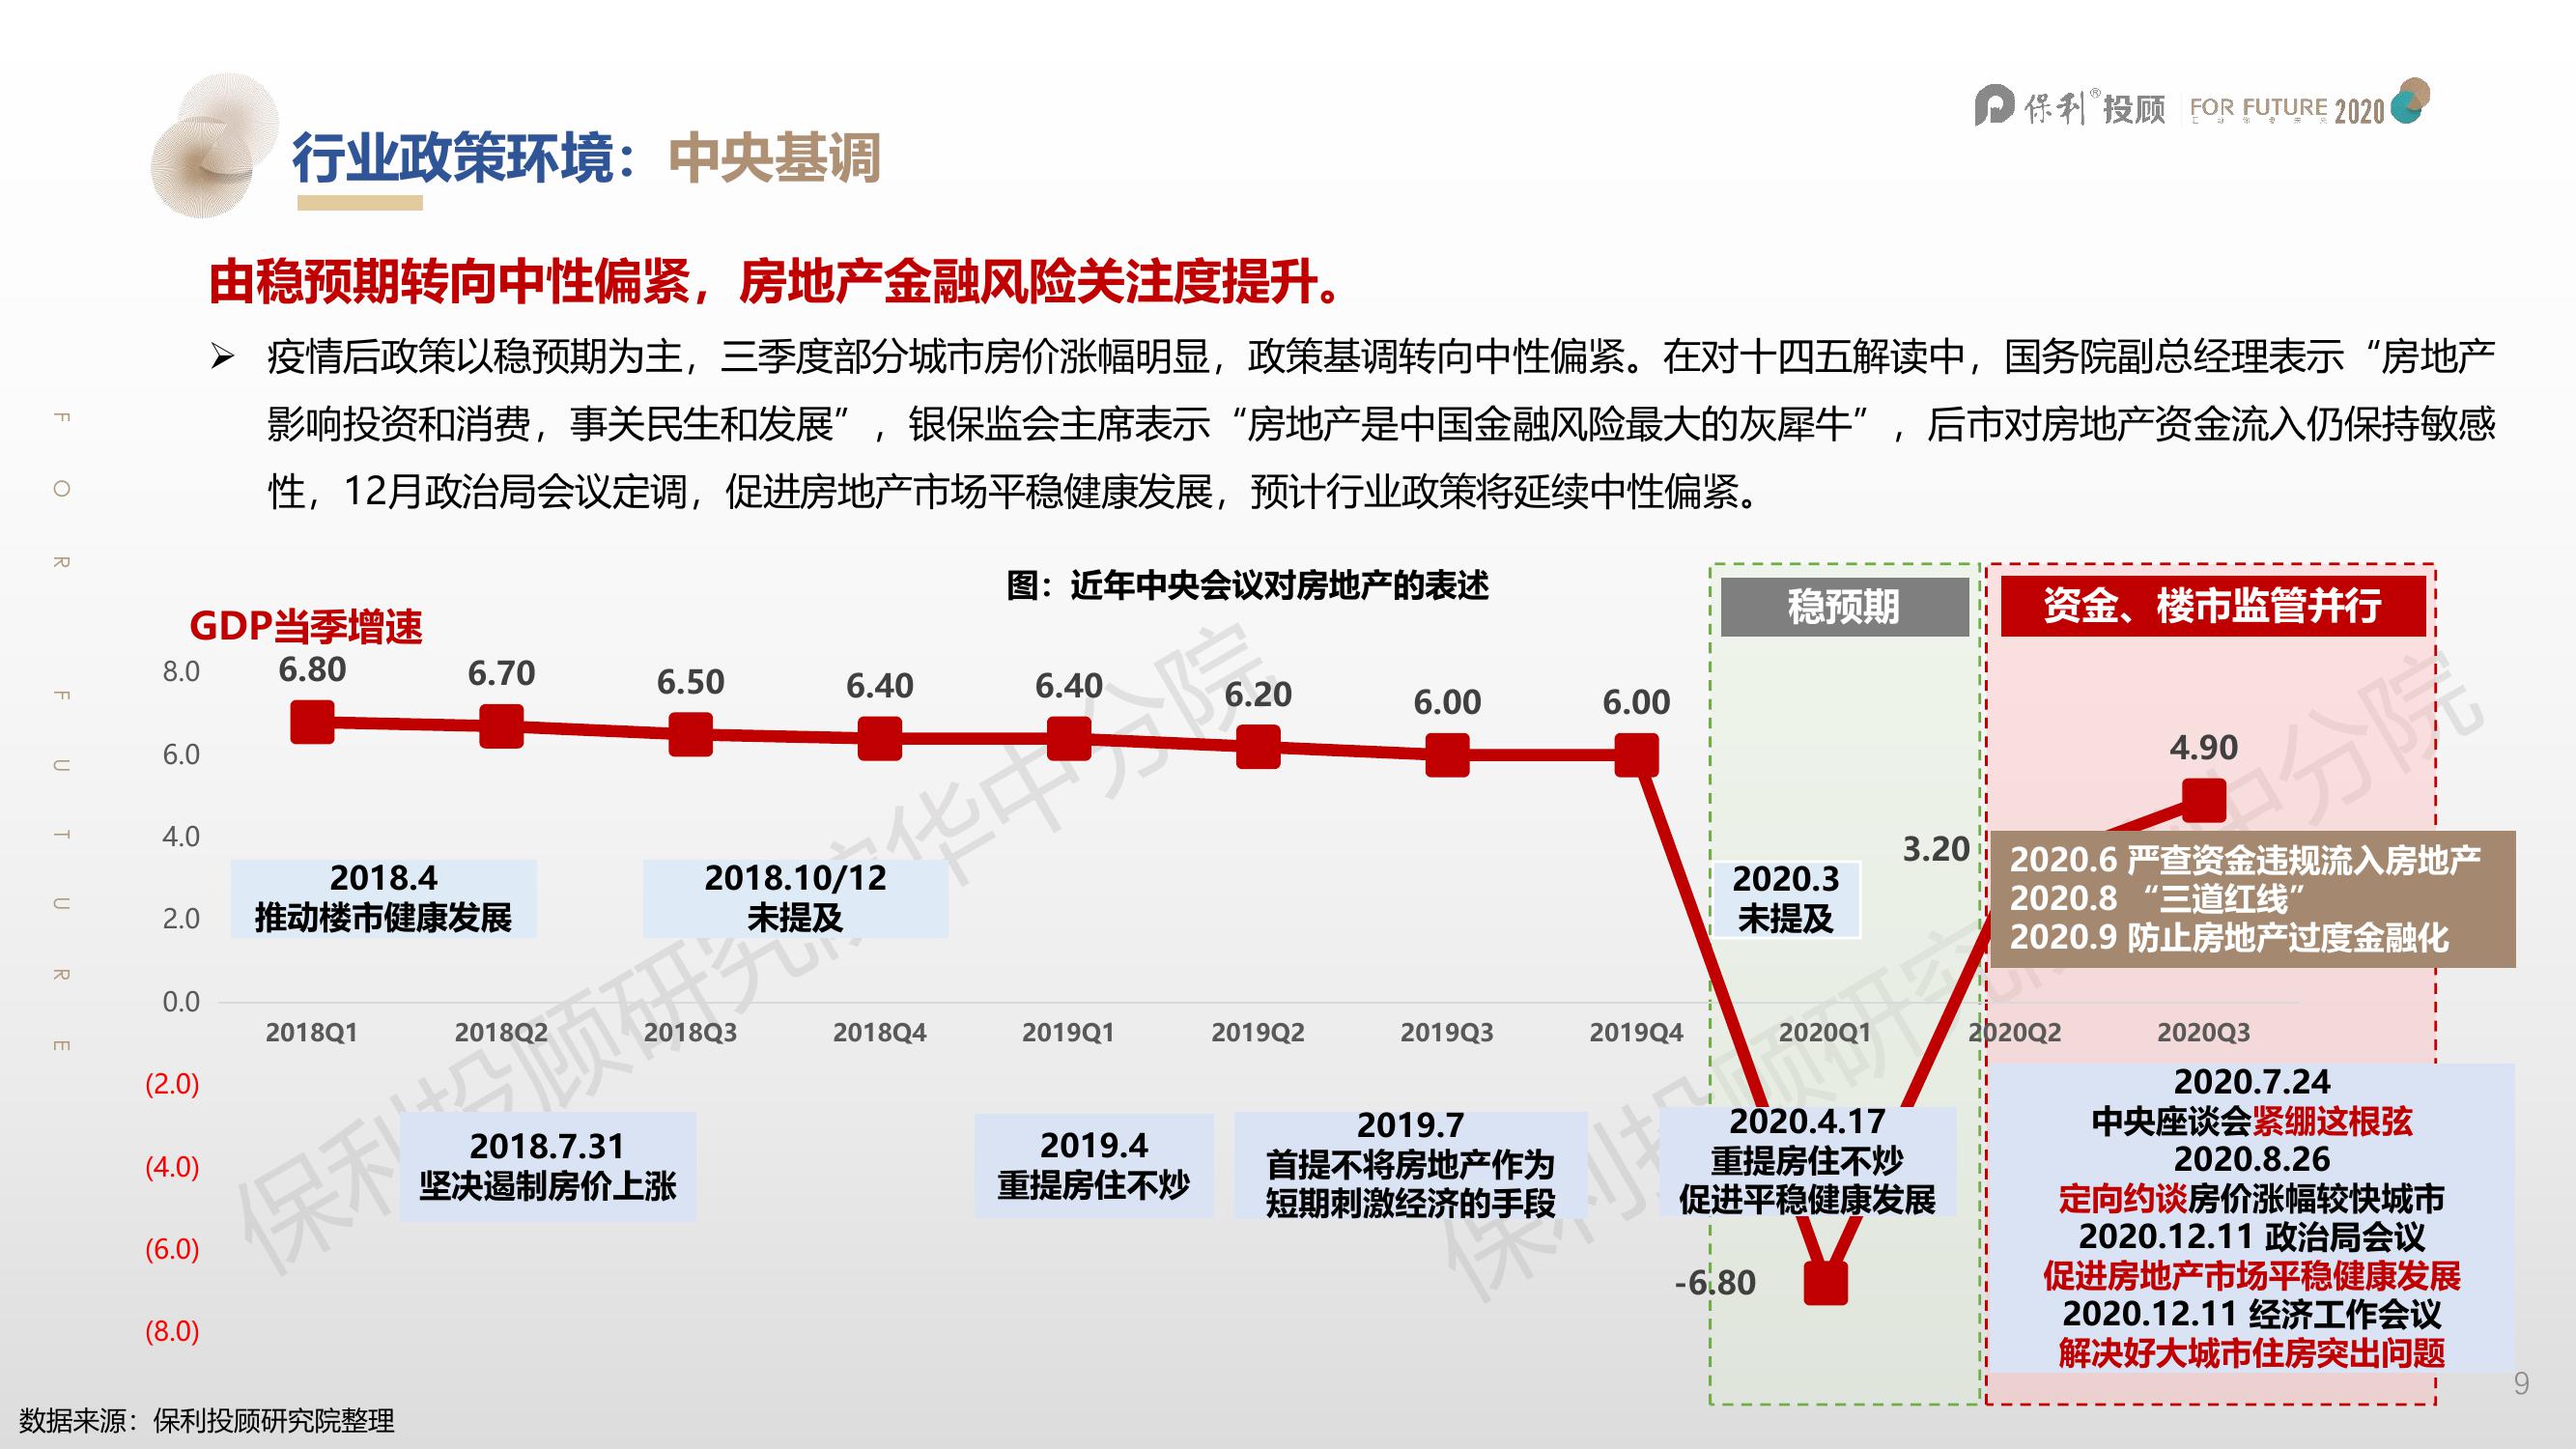 保利®投顾 FOR FUTURE 2020
行业政策环境：中央基调
由稳预期转向中性偏紧，房地产金融风险关注度提升。
疫情后政策以稳预期为主，三季度部分城市房价涨幅明显，政策基调转向中性偏紧。在对十四五解读中，国务院副总经理表示“房地产
影响投资和消费，事关民生和发展”，银保监会主席表示“房地产是中国金融风险最大的灰犀牛”，后市对房地产资金流入仍保持敏感
性，12月政治局会议定调，促进房地产市场平稳健康发展，预计行业政策将延续中性偏紧。
FOR FUTURE
图：近年中央会议对房地产的表述
稳预期
资金、楼市监管并行
GDP当季增速
8.0
6.0
4.0
2.0
0.0
(2.0)
(4.0)
(6.0)
(8.0)
6.80
6.70
6.50
6.40
6.40
6.20
6.00
6.00
-6.80
3.20
4.90
2018Q1
2018Q2
2018Q3
2018Q4
2019Q1
2019Q2
2019Q3
2019Q4
2020Q1
2020Q2
2020Q3
2018.4
推动楼市健康发展
2018.10/12
未提及
2020.3
未提及
2020.6 严查资金违规流入房地产
2020.8 “三道红线”
2020.9 防止房地产过度金融化
2018.7.31
坚决遏制房价上涨
2019.4
重提房住不炒
2019.7
首提不将房地产作为
短期刺激经济的手段
2020.4.17
重提房住不炒
促进平稳健康发展
2020.7.24
中央座谈会紧绷这根弦
2020.8.26
定向约谈房价涨幅较快城市
2020.12.11 政治局会议
促进房地产市场平稳健康发展
2020.12.11 经济工作会议
解决好大城市住房突出问题
保利投顾研究院华中分院
数据来源：保利投顾研究院整理
9